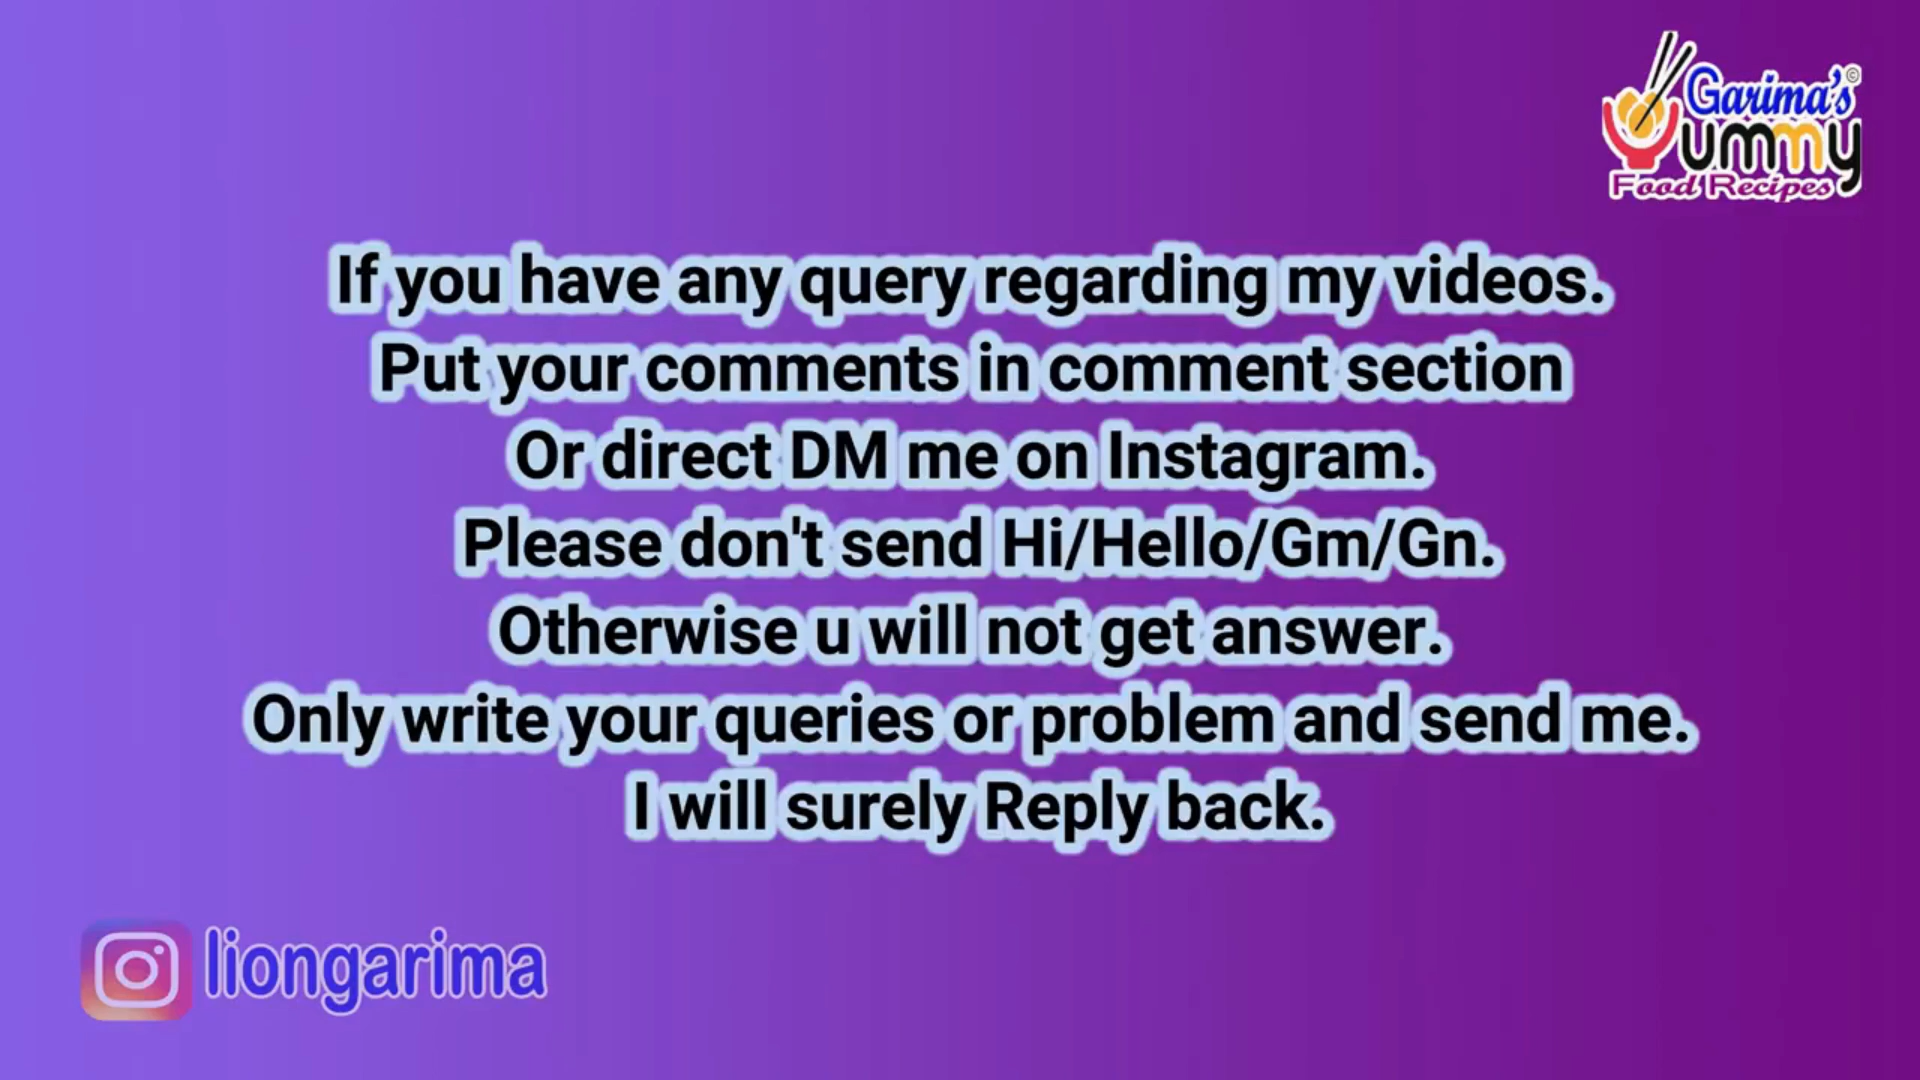 Garima's©
Yummy
Food Recipes
If you have any query regarding my videos.
Put your comments in comment section
Or direct DM me on Instagram.
Please don't send Hi/Hello/Gm/Gn.
Otherwise u will not get answer.
Only write your queries or problem and send me.
I will surely Reply back.
liongarima